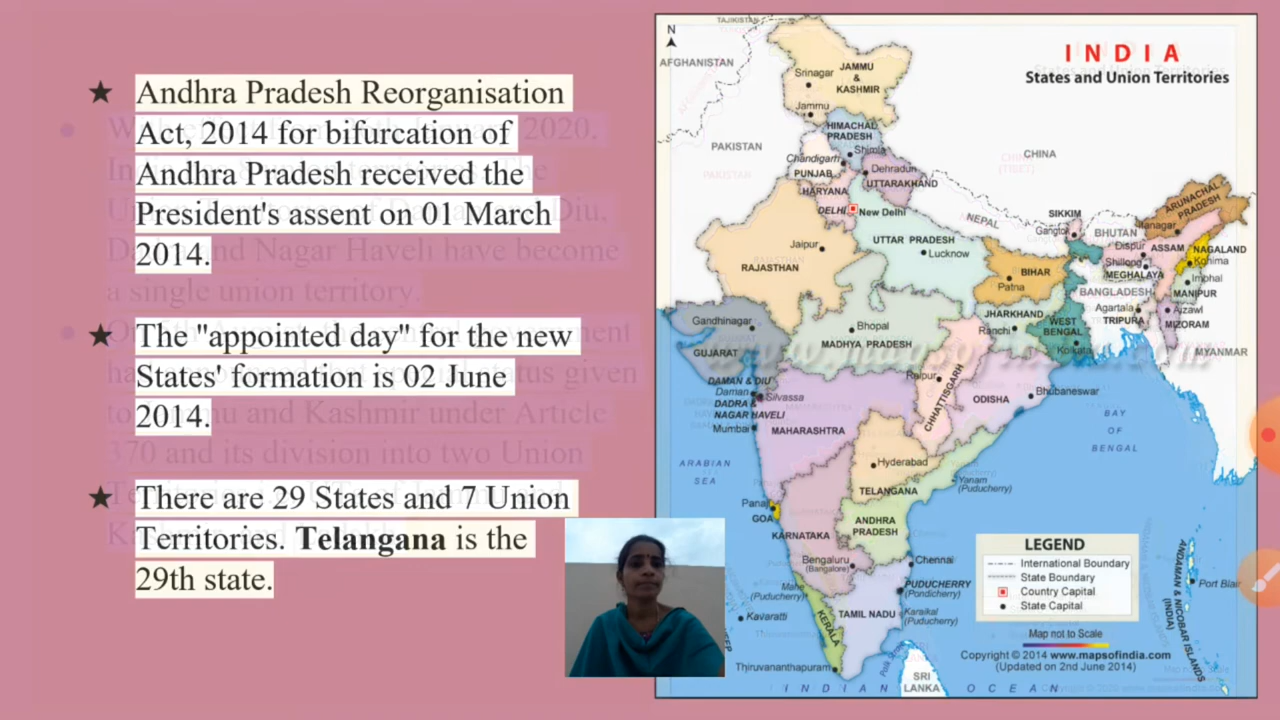 ★ Andhra Pradesh Reorganisation
Act, 2014 for bifurcation of
Andhra Pradesh received the
President's assent on 01 March
2014.
★ The "appointed day" for the new
States' formation is 02 June
2014.
★ There are 29 States and 7 Union
Territories. Telangana is the
29th state.
INDIA
States and Union Territories
N
TAJIKISTAN
AFGHANISTAN
PAKISTAN
CHINA
NEPAL
BHUTAN
BANGLADESH
MYANMAR
SRI
LANKA
JAMMU
&
KASHMIR
Srinagar
Jammu
HIMACHAL
PRADESH
Shimla
Chandigarh
PUNJAB
Dehradun
UTTARAKHAND
HARYANA
DELHI
New Delhi
RAJASTHAN
Jaipur
UTTAR PRADESH
Lucknow
BIHAR
Patna
SIKKIM
Gangtok
ARUNACHAL
PRADESH
Itanagar
Dispur
ASSAM
NAGALAND
Kohima
Shillong
MEGHALAYA
Imphal
MANIPUR
Agartala
TRIPURA
Aizawl
MIZORAM
JHARKHAND
Ranchi
WEST
BENGAL
Kolkata
Gandhinagar
GUJARAT
Bhopal
MADHYA PRADESH
Raipur
CHHATTISGARH
ODISHA
Bhubaneswar
DAMAN & DIU
Daman
Silvassa
DADRA &
NAGAR HAVELI
Mumbai
MAHARASHTRA
Hyderabad
TELANGANA
Yanam
(Puducherry)
ARABIAN
SEA
BAY
OF
BENGAL
Panaji
GOA
KARNATAKA
ANDHRA
PRADESH
Bengaluru
(Bangalore)
Chennai
Mahe
(Puducherry)
PUDUCHERRY
(Pondicherry)
Karaikal
(Puducherry)
Kavaratti
KERALA
TAMIL NADU
Thiruvananthapuram
ANDAMAN & NICOBAR ISLANDS
(INDIA)
Port Blair
INDIAN OCEAN
LEGEND
International Boundary
State Boundary
Country Capital
State Capital
Map not to Scale
Copyright © 2014 www.mapsofindia.com
(Updated on 2nd June 2014)